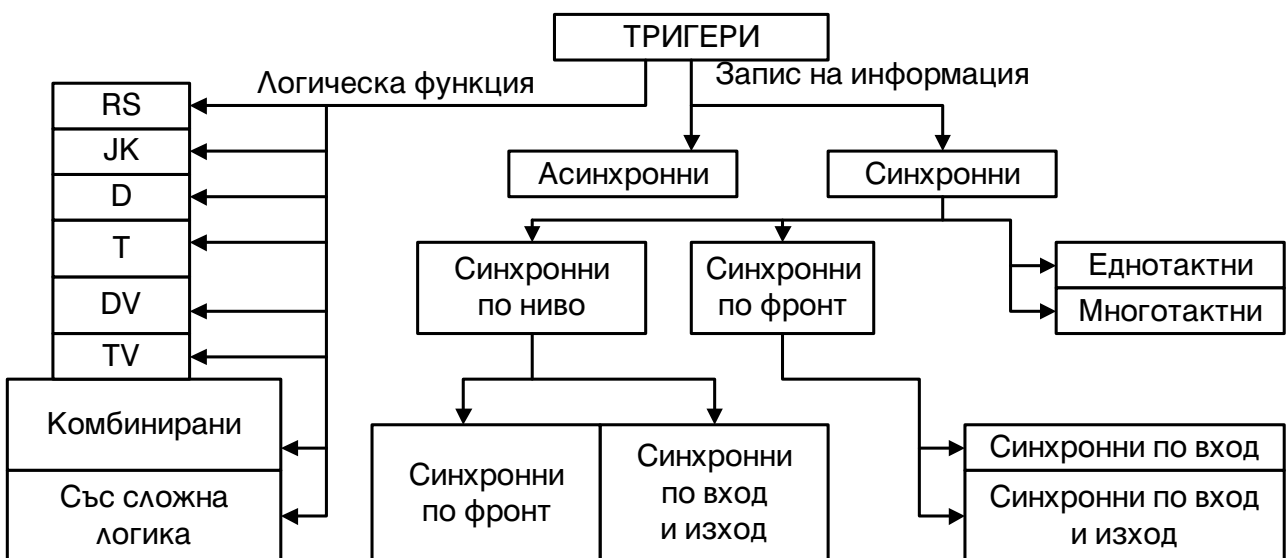 ТРИГЕРИ
Логическа функция
Запис на информация
RS
JK
D
T
DV
TV
Комбинирани
Със сложна
логика
Асинхронни
Синхронни
Синхронни
по ниво
Синхронни
по фронт
Еднотактни
Многотактни
Синхронни
по фронт
Синхронни
по вход
и изход
Синхронни по вход
Синхронни по вход
и изход